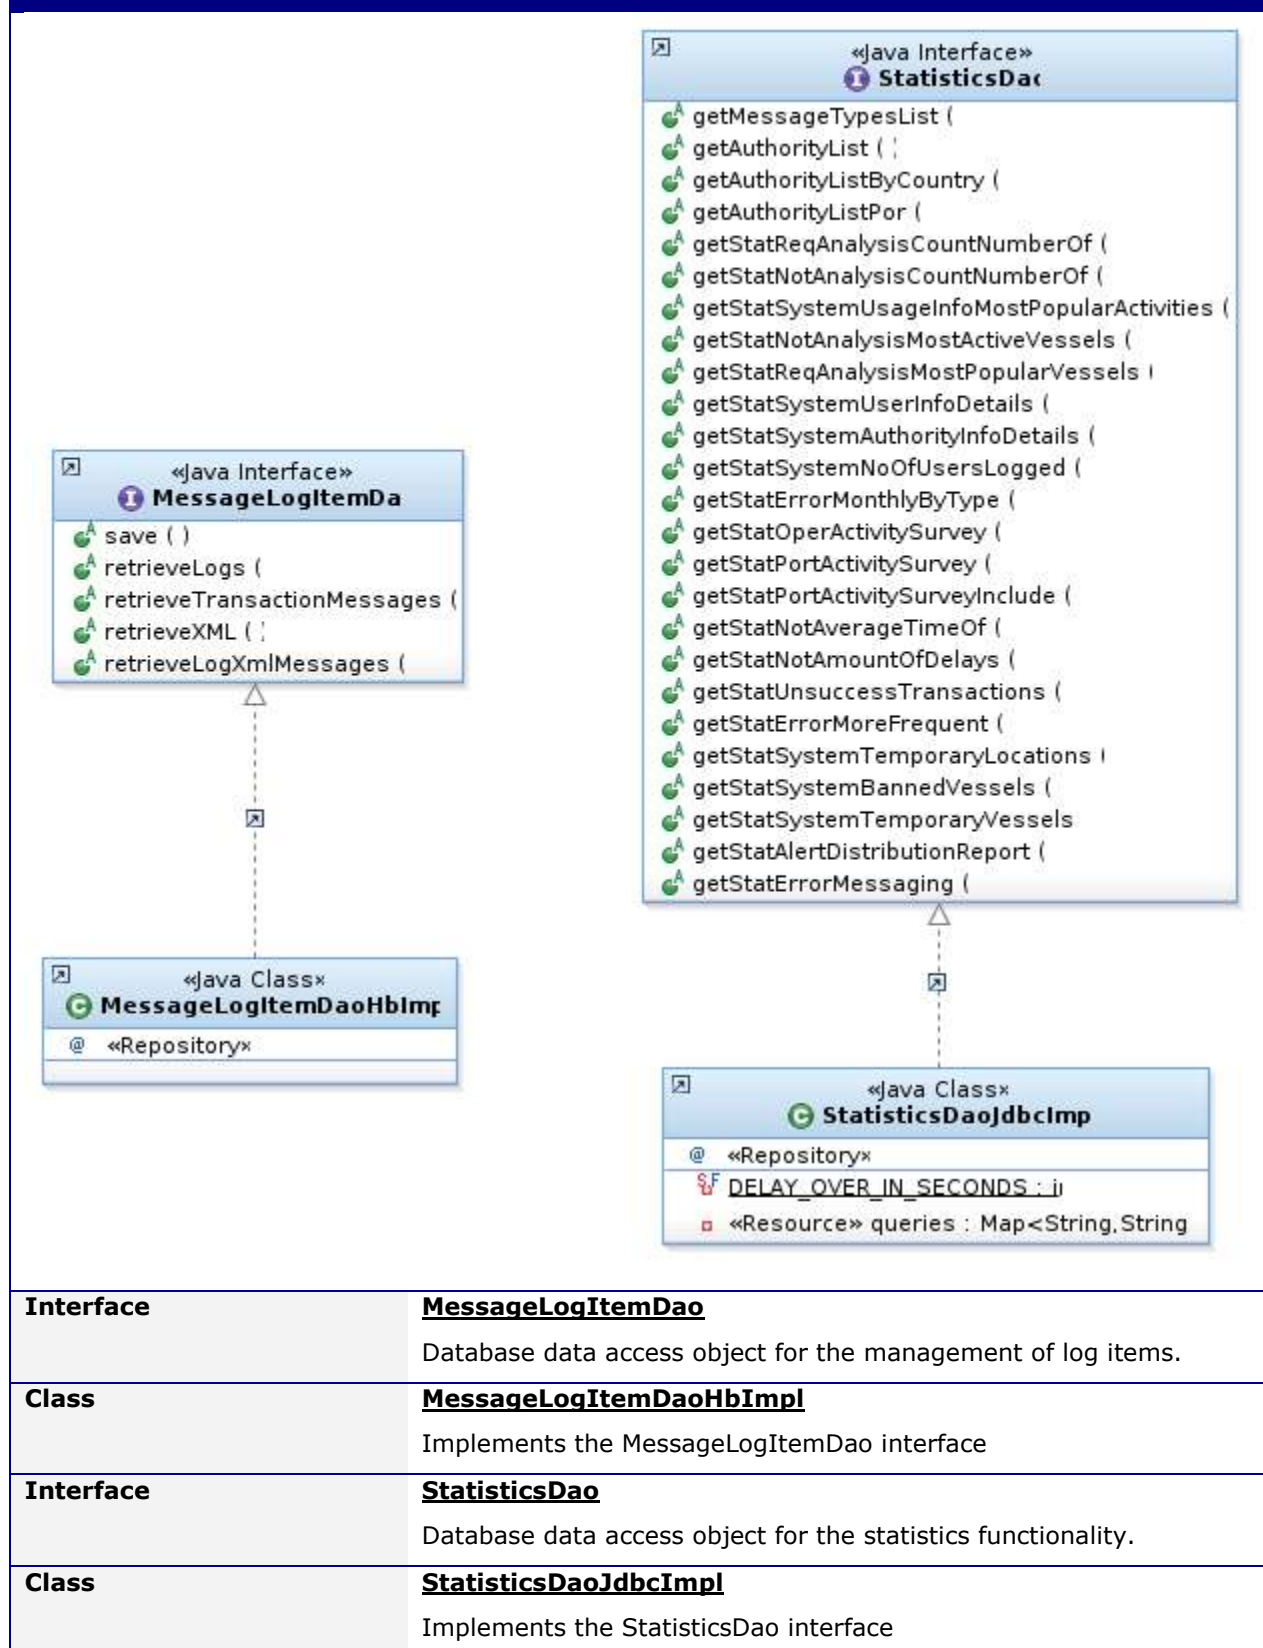 «Java Interface»
StatisticsDao
getMessageTypesList (
getAuthorityList (
getAuthorityListByCountry (
getAuthorityListPor (
getStatReqAnalysisCountNumberOf (
getStatNotAnalysisCountNumberOf (
getStatSystemUsageInfoMostPopularActivities (
getStatNotAnalysisMostActiveVessels (
getStatReqAnalysisMostPopularVessels (
getStatSystemUserInfoDetails (
getStatSystemAuthorityInfoDetails (
getStatSystemNoOfUsersLogged (
getStatErrorMonthlyByType (
getStatOperActivitySurvey (
getStatPortActivitySurvey (
getStatPortActivitySurveyInclude (
getStatNotAverageTimeOf (
getStatNotAmountOfDelays (
getStatUnsuccessTransactions (
getStatErrorMoreFrequent (
getStatSystemTemporaryLocations (
getStatSystemBannedVessels (
getStatSystemTemporaryVessels
getStatAlertDistributionReport (
getStatErrorMessaging (
«Java Interface»
MessageLogItemDa
save ( )
retrieveLogs (
retrieveTransactionMessages (
retrieveXML (
retrieveLogXmlMessages (
«Java Class»
MessageLogItemDaoHbImp
@ «Repository»
«Java Class»
StatisticsDaoJdbcImp
@ «Repository»
DELAY_OVER_IN_SECONDS :
«Resource» queries : Map<String,String
Interface MessageLogItemDao
Database data access object for the management of log items.
Class MessageLogItemDaoHbImpl
Implements the MessageLogItemDao interface
Interface StatisticsDao
Database data access object for the statistics functionality.
Class StatisticsDaoJdbcImpl
Implements the StatisticsDao interface